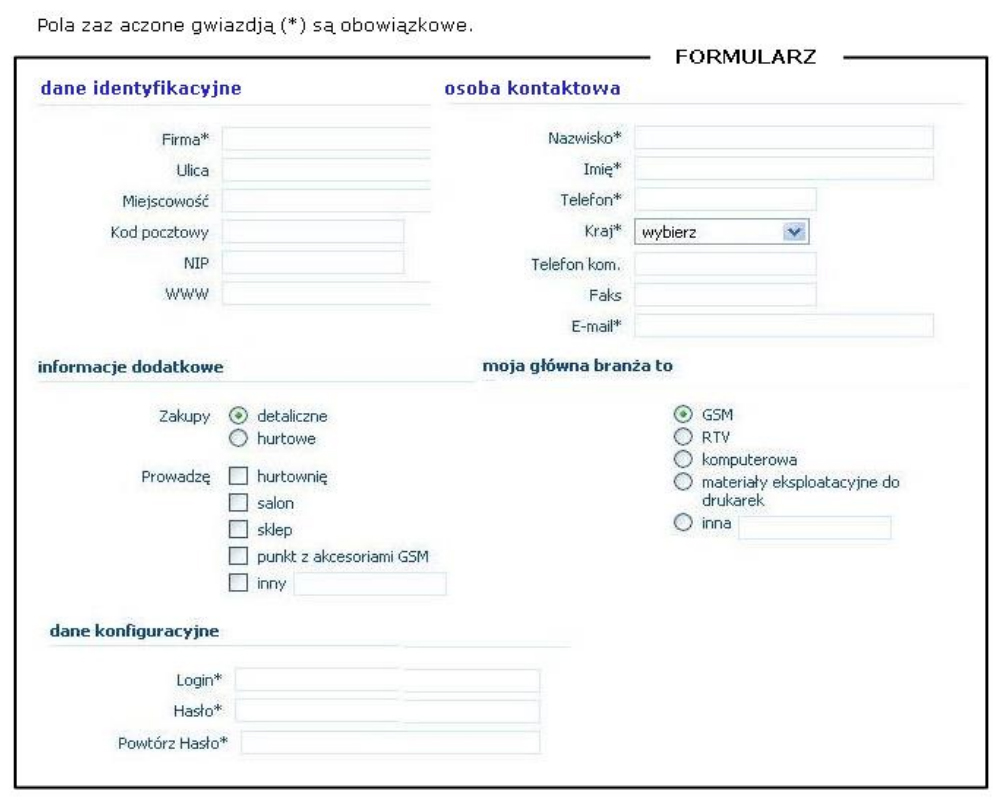 Pola zaz aczone gwiazdją (*) są obowiązkowe.
FORMULARZ
dane identyfikacyjne
Firma*
Ulica
Miejscowość
Kod pocztowy
NIP
WWW
osoba kontaktowa
Nazwisko*
Imię*
Telefon*
Kraj* wybierz
Telefon kom.
Faks
E-mail*
informacje dodatkowe
Zakupy detaliczne
hurtowe
Prowadzę hurtownię
salon
sklep
punkt z akcesoriami GSM
inny
moja główna branża to
GSM
RTV
komputerowa
materiały eksploatacyjne do
drukarek
inna
dane konfiguracyjne
Login*
Hasło*
Powtórz Hasło*